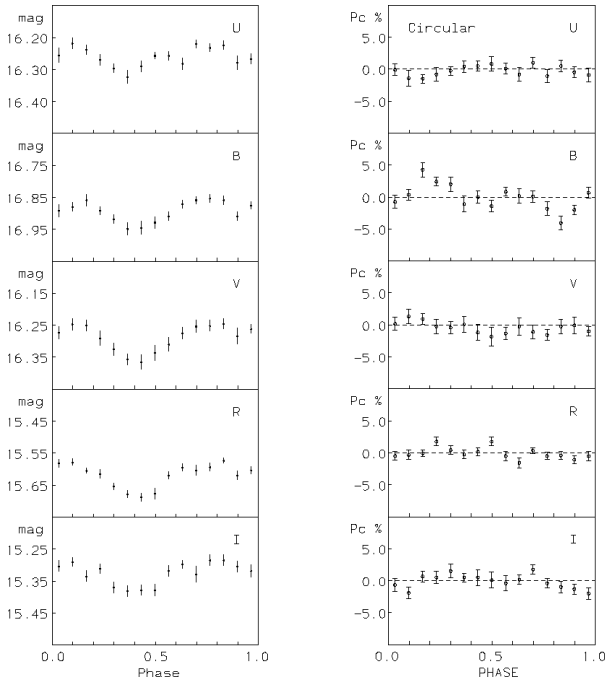 mag
U
16.20
16.30
16.40
mag
B
16.75
16.85
16.95
mag
V
16.15
16.25
16.35
mag
R
15.45
15.55
15.65
mag
I
15.25
15.35
15.45
0.0 0.5 1.0
Phase
Pc %
Circular U
5.0
0.0
-5.0
Pc %
B
5.0
0.0
-5.0
Pc %
V
5.0
0.0
-5.0
Pc %
R
5.0
0.0
-5.0
Pc %
I
5.0
0.0
-5.0
0.0 0.5 1.0
PHASE